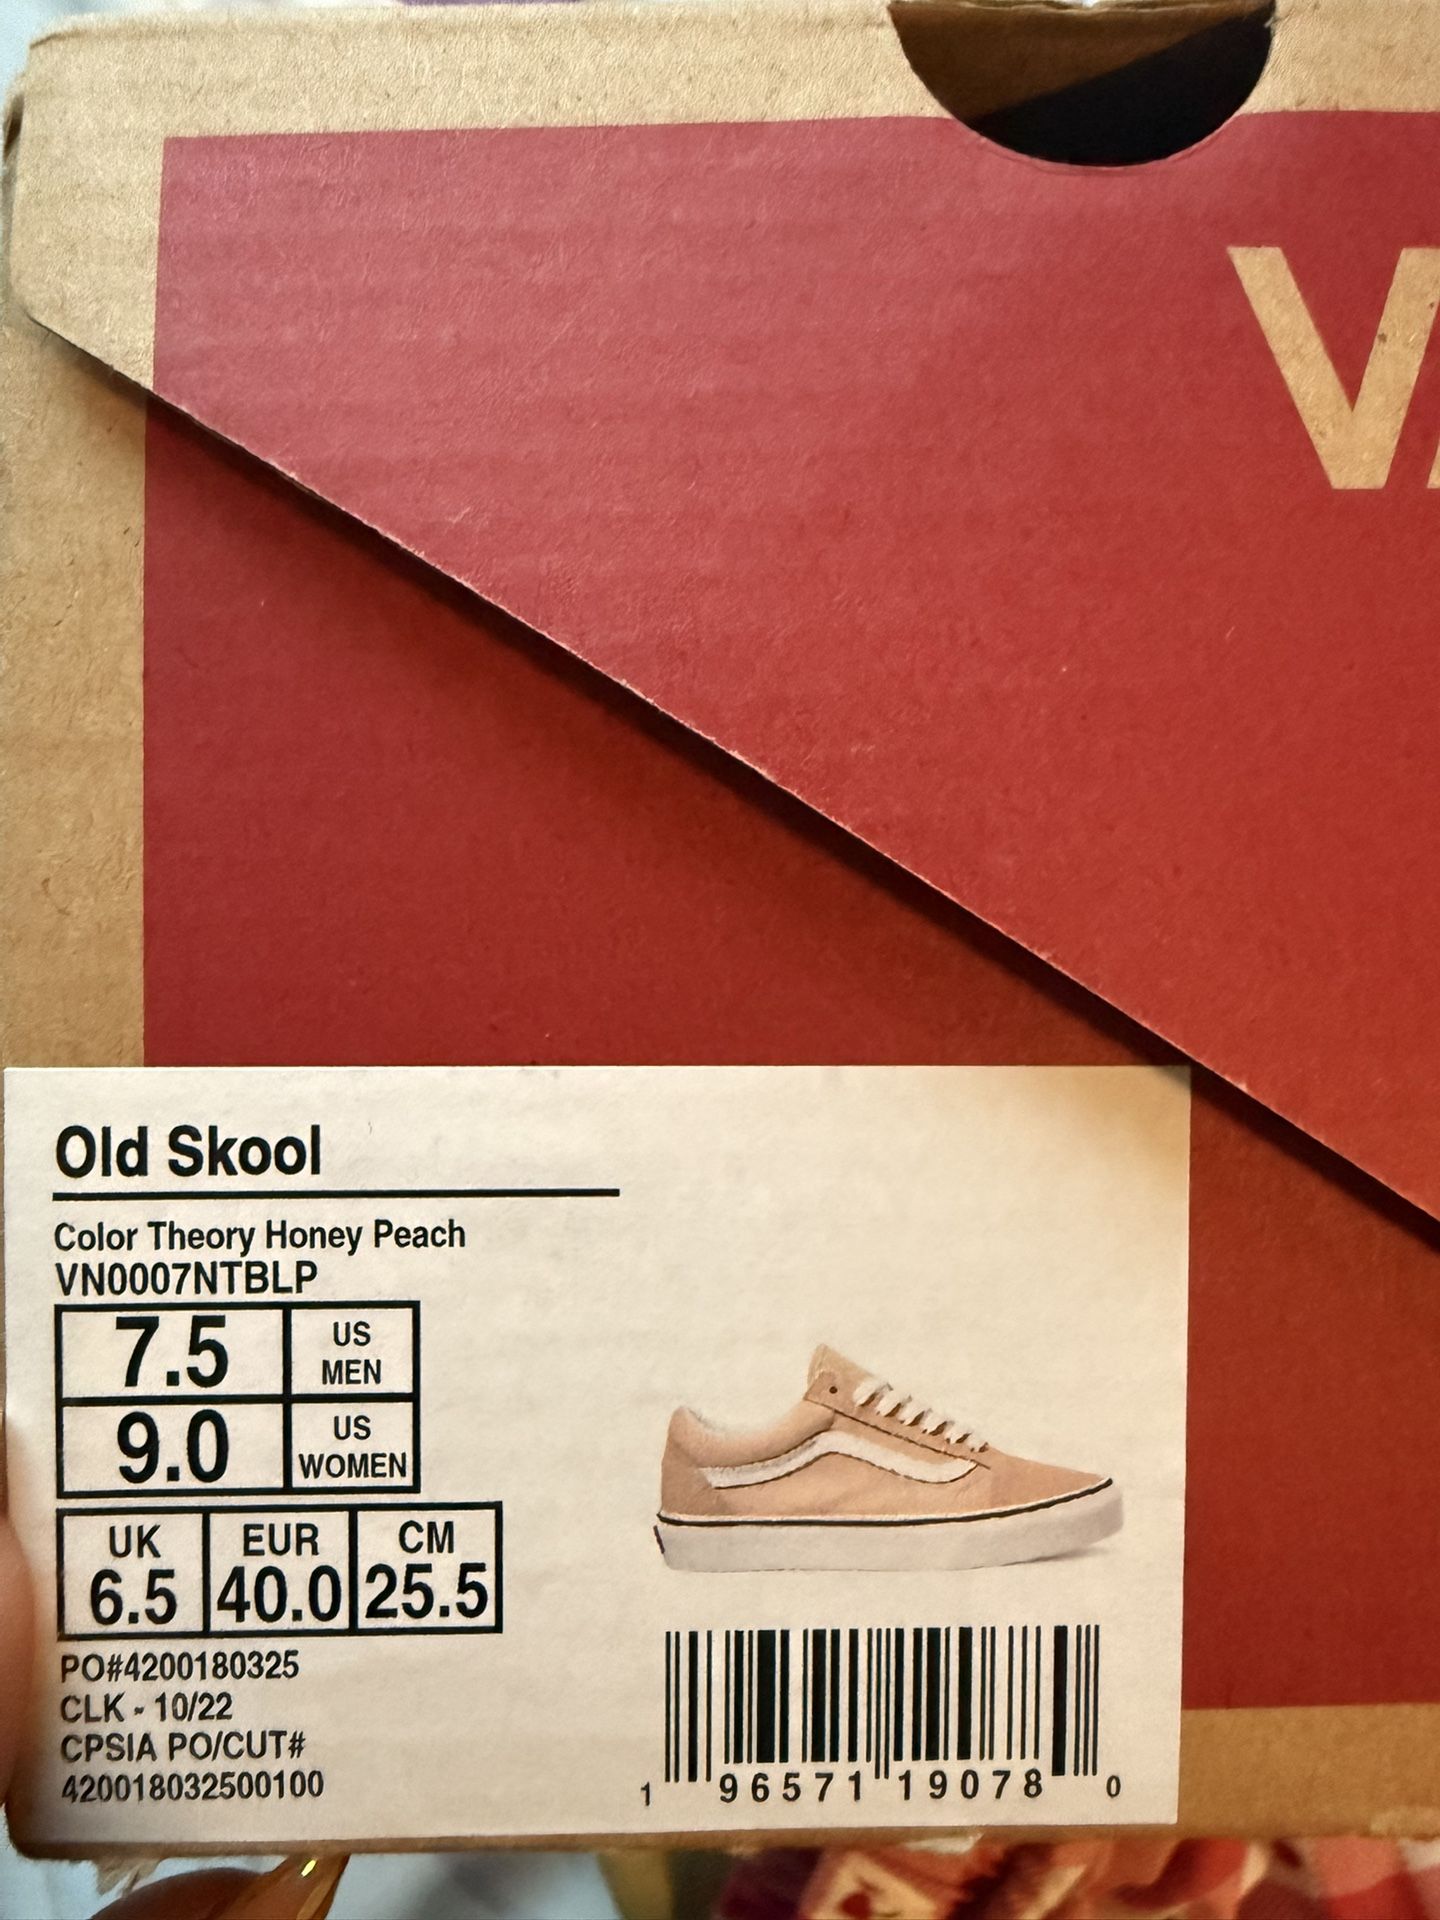 V
Old Skool
Color Theory Honey Peach
VN0007NTBLP
7.5 US MEN
9.0 US WOMEN
UK EUR CM
6.5 40.0 25.5
PO#4200180325
CLK - 10/22
CPSIA PO/CUT#
420018032500100
1 96571 19078 0